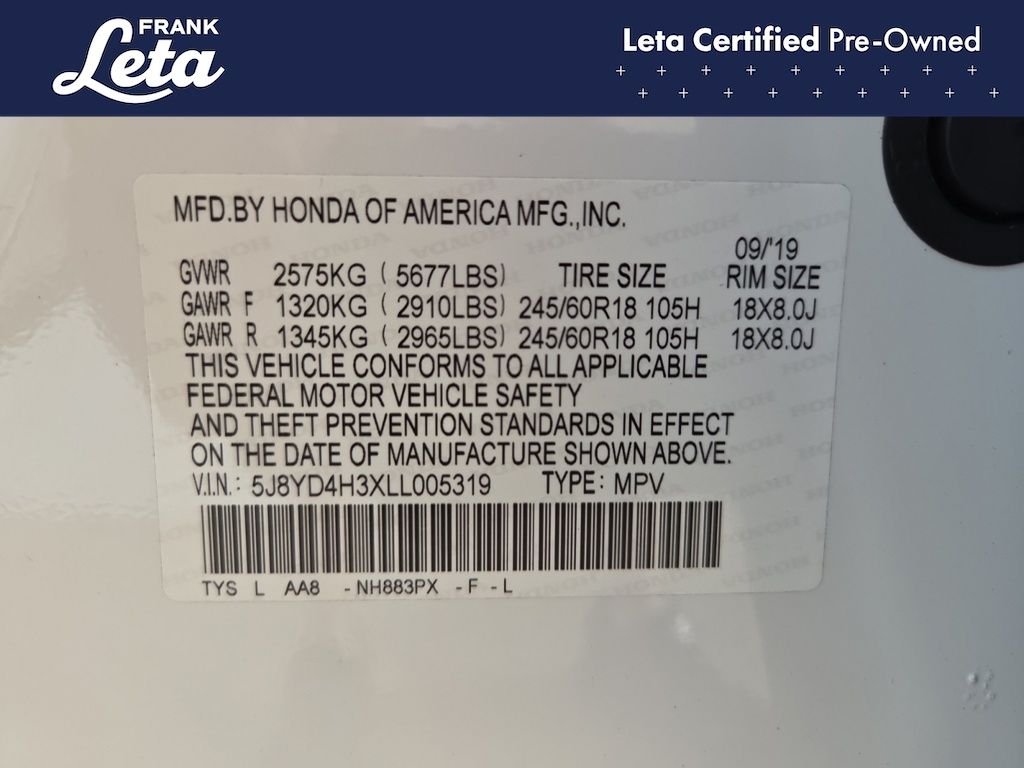 FRANK
Leta
Leta Certified Pre-Owned
MFD.BY HONDA OF AMERICA MFG.,INC.
09/'19
GVWR 2575KG ( 5677LBS) TIRE SIZE RIM SIZE
GAWR F 1320KG ( 2910LBS) 245/60R18 105H 18X8.0J
GAWR R 1345KG ( 2965LBS) 245/60R18 105H 18X8.0J
THIS VEHICLE CONFORMS TO ALL APPLICABLE
FEDERAL MOTOR VEHICLE SAFETY
AND THEFT PREVENTION STANDARDS IN EFFECT
ON THE DATE OF MANUFACTURE SHOWN ABOVE.
V.I.N.: 5J8YD4H3XLL005319 TYPE: MPV
TYS L AA8 -NH883PX -F -L